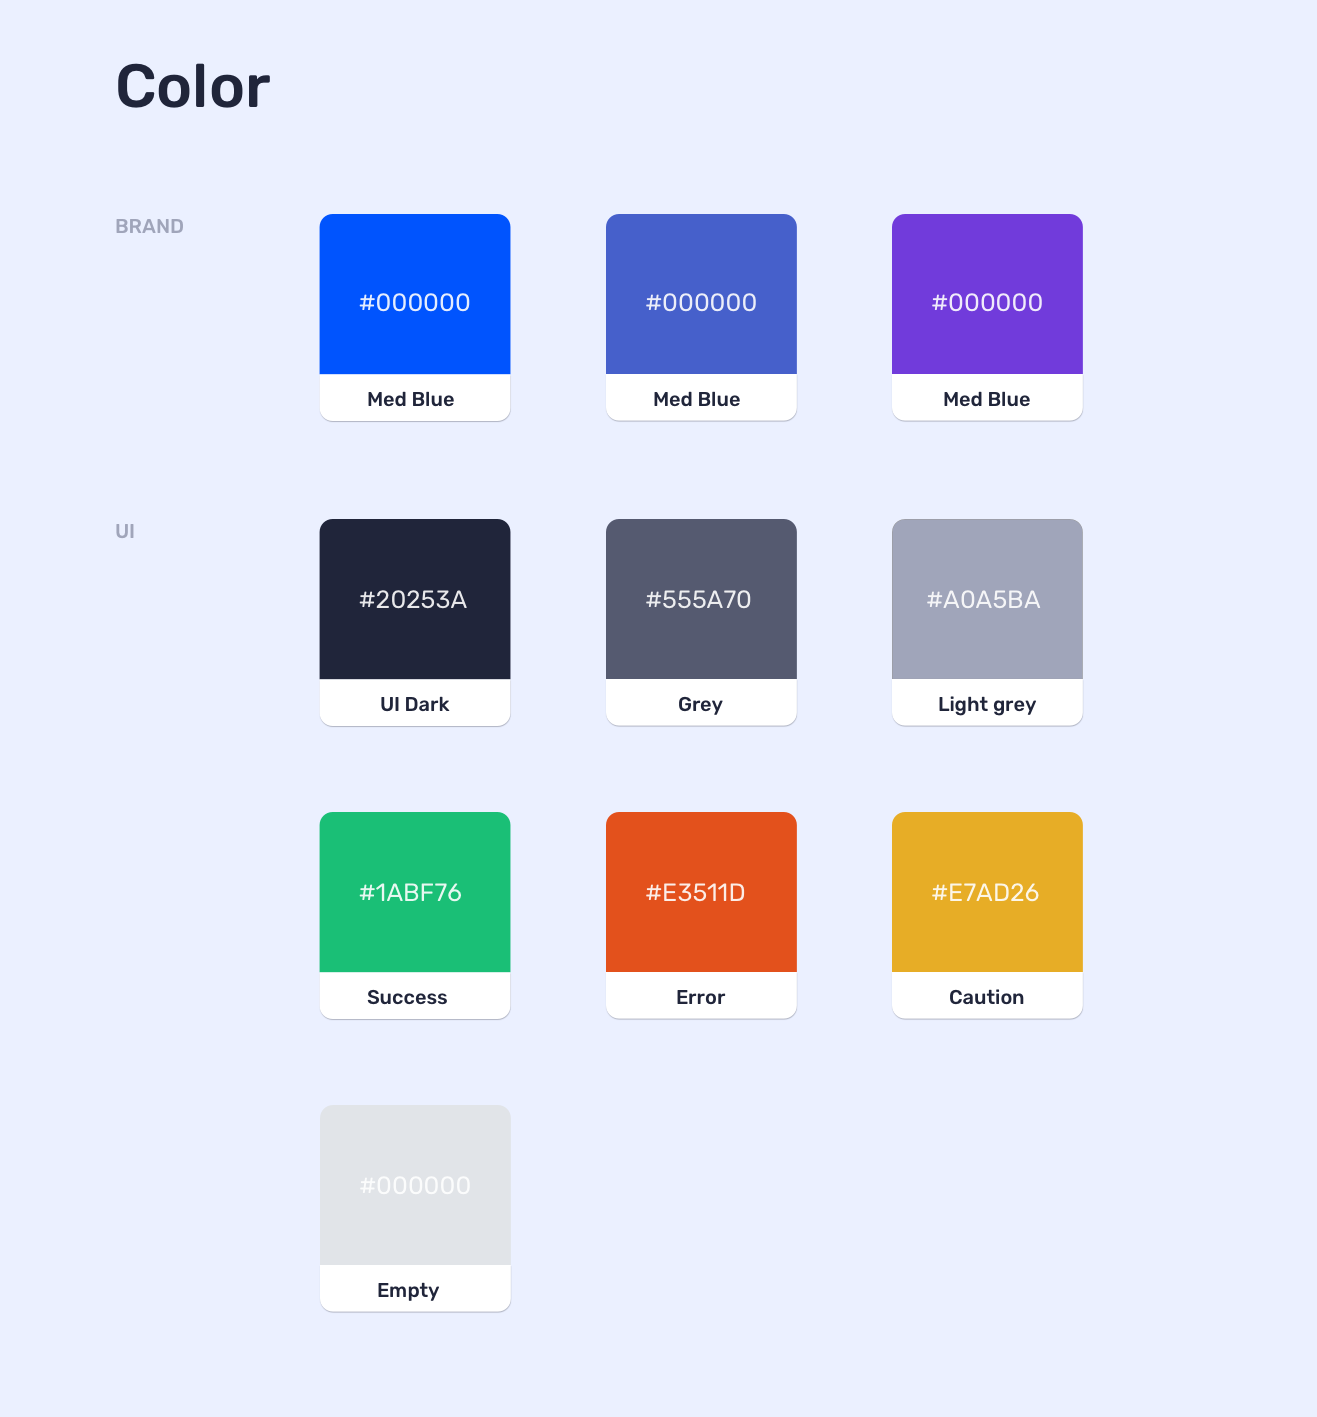 Color
BRAND
#000000
#000000
#000000
Med Blue
Med Blue
Med Blue
UI
#20253A
#555A70
#A0A5BA
UI Dark
Grey
Light grey
#1ABF76
#E3511D
#E7AD26
Success
Error
Caution
#000000
Empty